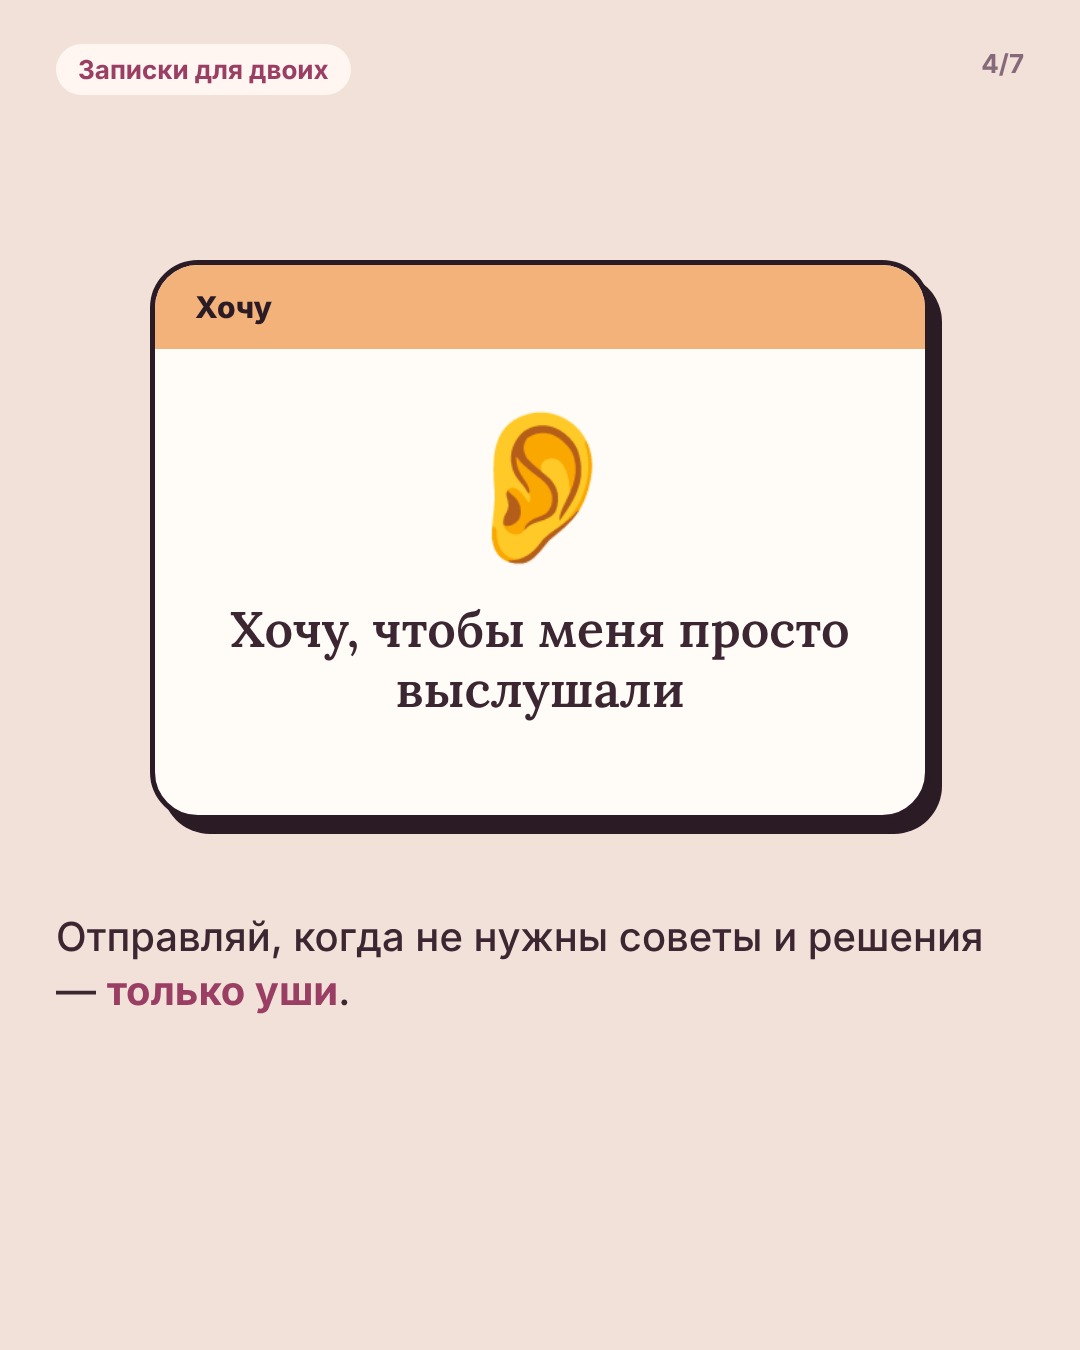 Записки для двоих
4/7
Хочу
Хочу, чтобы меня просто
выслушали
Отправляй, когда не нужны советы и решения
— только уши.